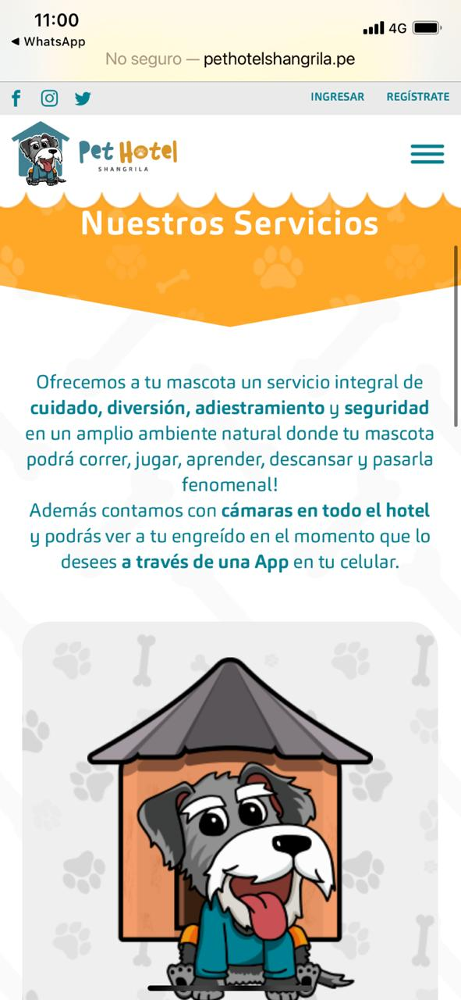 11:00
4G
◀ WhatsApp
No seguro — pethotelshangrila.pe
INGRESAR REGÍSTRATE
Pet Hotel
SHANGRILA
Nuestros Servicios
Ofrecemos a tu mascota un servicio integral de
cuidado, diversión, adiestramiento y seguridad
en un amplio ambiente natural donde tu mascota
podrá correr, jugar, aprender, descansar y pasarla
fenomenal!
Además contamos con cámaras en todo el hotel
y podrás ver a tu engreído en el momento que lo
desees a través de una App en tu celular.